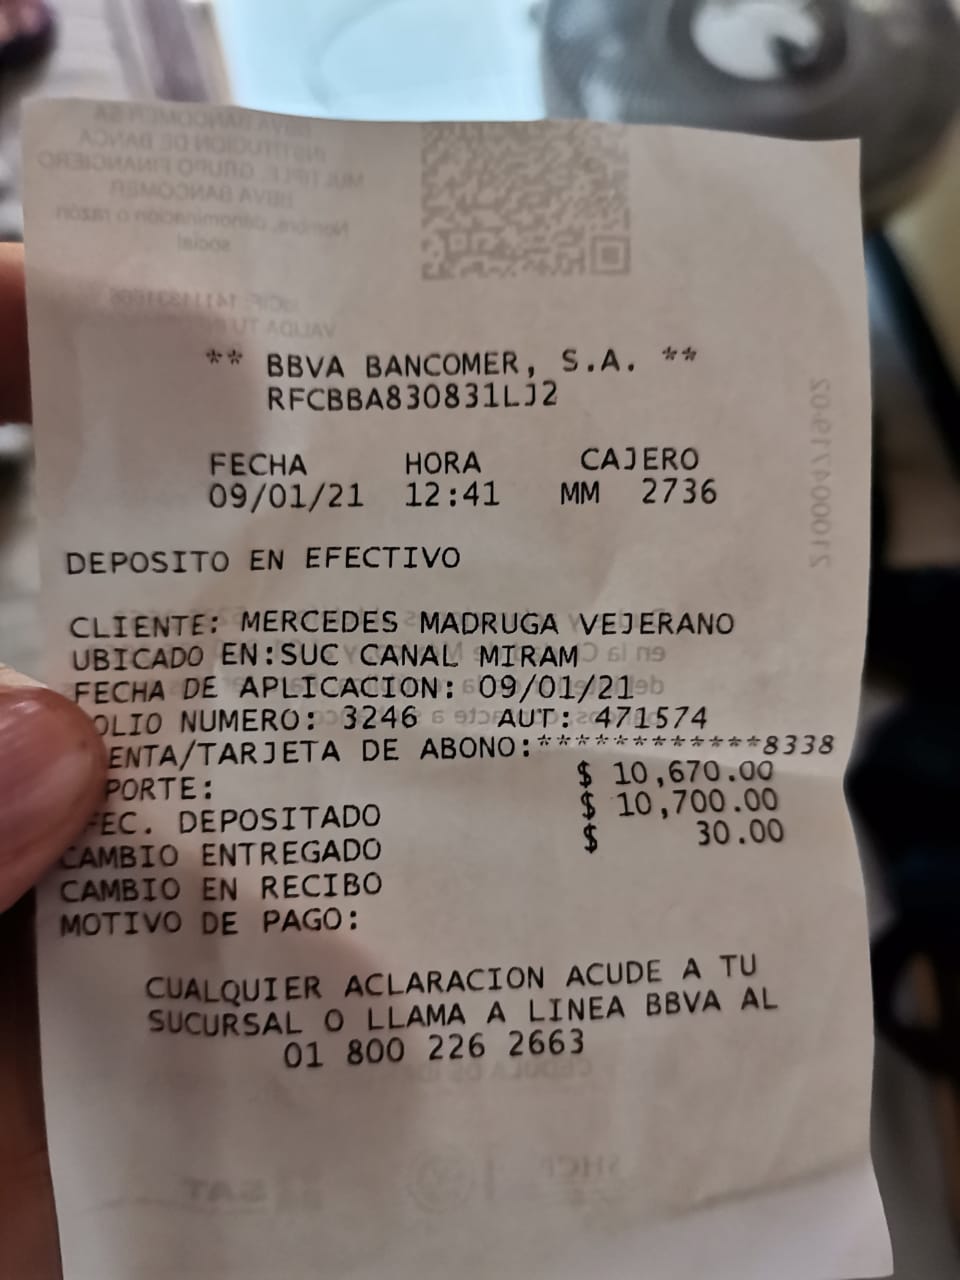 ** BBVA BANCOMER, S.A. **
RFCBBA830831LJ2
FECHA HORA CAJERO
09/01/21 12:41 MM 2736
DEPOSITO EN EFECTIVO
CLIENTE: MERCEDES MADRUGA VEJERANO
UBICADO EN:SUC CANAL MIRAM
FECHA DE APLICACION: 09/01/21
OLIO NUMERO: 3246 AUT: 471574
ENTA/TARJETA DE ABONO:************8338
PORTE: $ 10,670.00
EC. DEPOSITADO $ 10,700.00
CAMBIO ENTREGADO $ 30.00
CAMBIO EN RECIBO
MOTIVO DE PAGO:
CUALQUIER ACLARACION ACUDE A TU
SUCURSAL O LLAMA A LINEA BBVA AL
01 800 226 2663